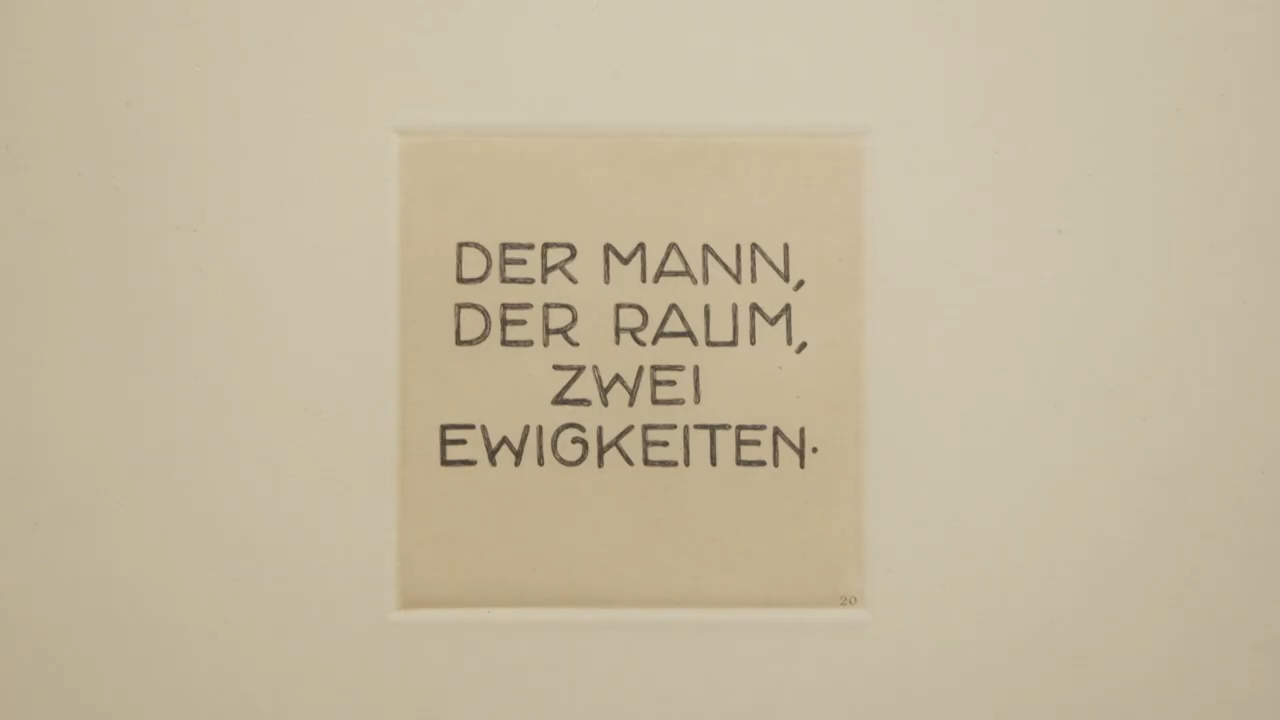 DER MANN,
DER RAUM,
ZWEI
EWIGKEITEN·
20